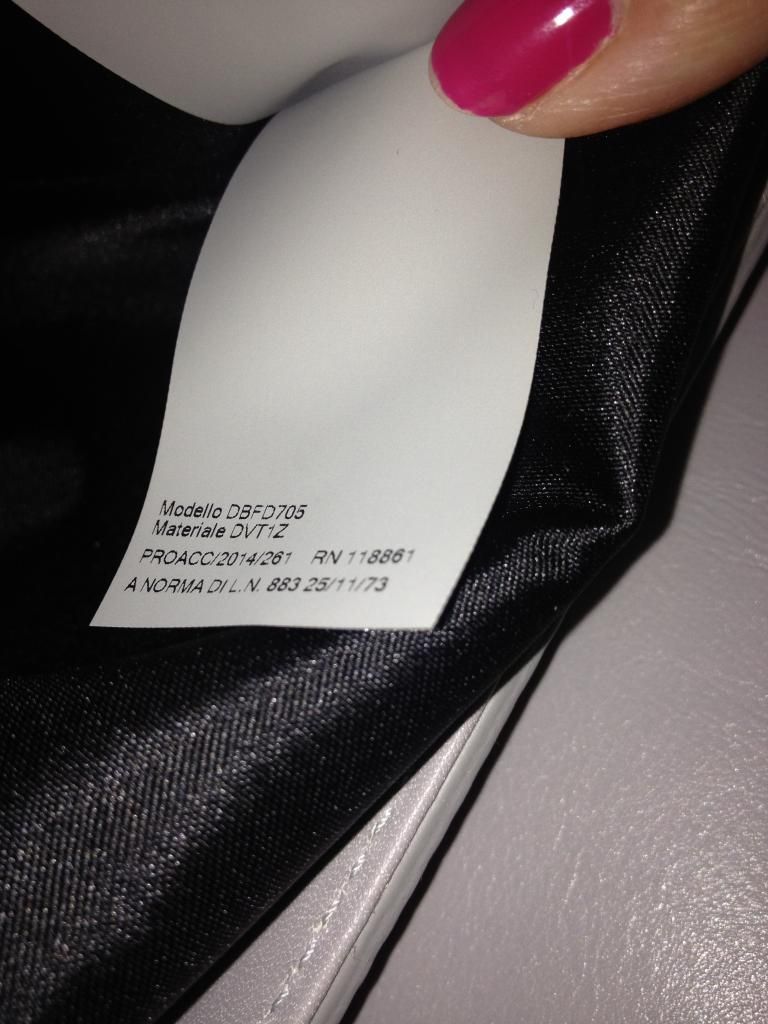 Modello DBFD705
Materiale DVT1Z
PROACC/2014/261 RN 118861
A NORMA DI L.N. 883 25/11/73